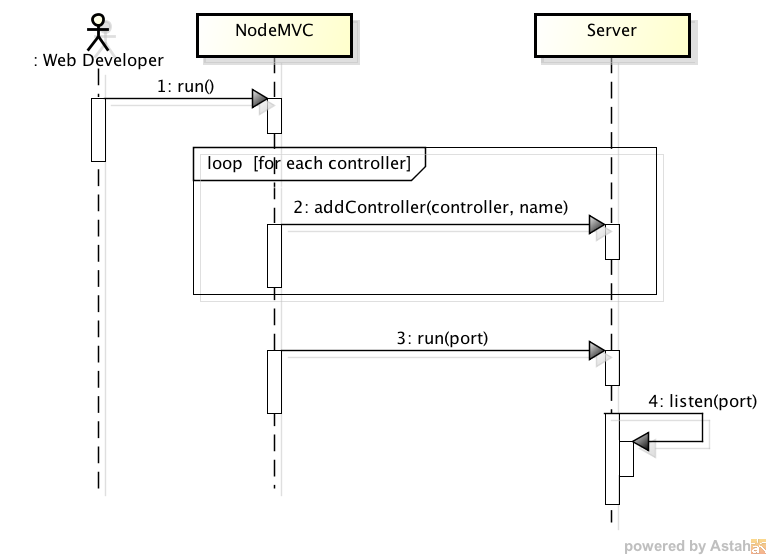 NodeMVC
Server
: Web Developer
1: run()
loop [for each controller]
2: addController(controller, name)
3: run(port)
4: listen(port)
powered by Astah